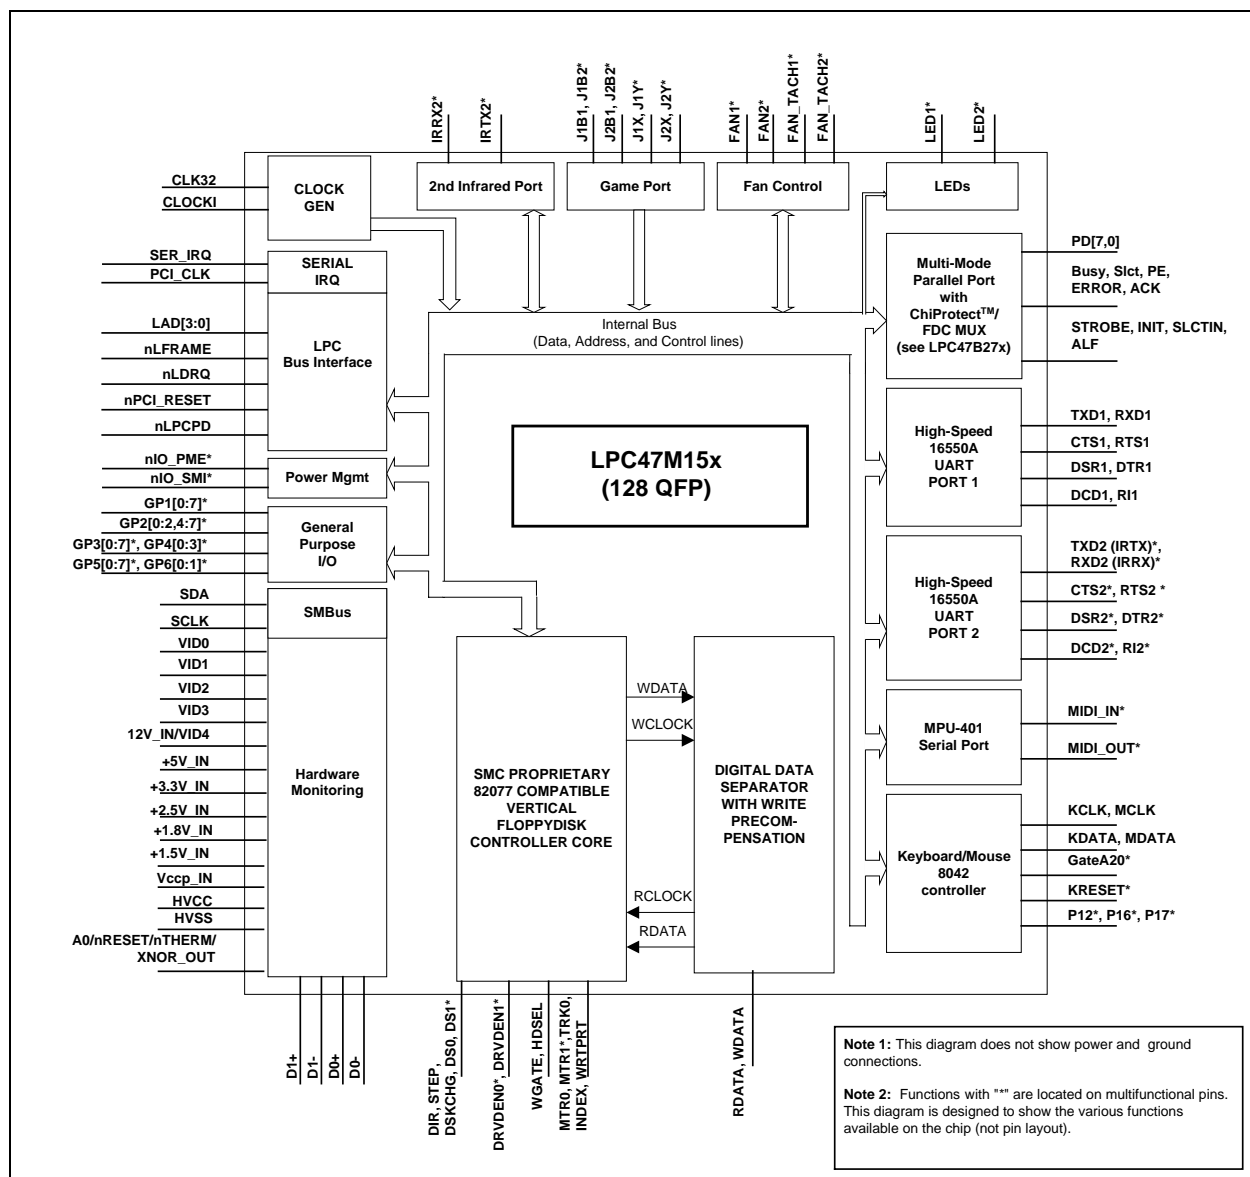 IRRX2*
IRTX2*
J1B1, J1B2*
J2B1, J2B2*
J1X, J1Y*
J2X, J2Y*
FAN1*
FAN2*
FAN_TACH1*
FAN_TACH2*
LED1*
LED2*
CLK32
CLOCKI
CLOCK
GEN
2nd Infrared Port
Game Port
Fan Control
LEDs
SER_IRQ
PCI_CLK
SERIAL
IRQ
LAD[3:0]
nLFRAME
nLDRQ
nPCI_RESET
nLPCPD
LPC
Bus Interface
Internal Bus
(Data, Address, and Control lines)
Multi-Mode
Parallel Port
with
ChiProtect™/
FDC MUX
(see LPC47B27x)
PD[7,0]
Busy, Slct, PE,
ERROR, ACK
STROBE, INIT, SLCTIN,
ALF
nIO_PME*
nIO_SMI*
Power Mgmt
LPC47M15x
(128 QFP)
High-Speed
16550A
UART
PORT 1
TXD1, RXD1
CTS1, RTS1
DSR1, DTR1
DCD1, RI1
GP1[0:7]*
GP2[0:2,4:7]*
GP3[0:7]*, GP4[0:3]*
GP5[0:7]*, GP6[0:1]*
General
Purpose
I/O
High-Speed
16550A
UART
PORT 2
TXD2 (IRTX)*,
RXD2 (IRRX)*
CTS2*, RTS2 *
DSR2*, DTR2*
DCD2*, RI2*
SDA
SCLK
SMBus
VID0
VID1
VID2
VID3
12V_IN/VID4
+5V_IN
+3.3V_IN
+2.5V_IN
+1.8V_IN
+1.5V_IN
Vccp_IN
HVCC
HVSS
A0/nRESET/nTHERM/
XNOR_OUT
Hardware
Monitoring
SMC PROPRIETARY
82077 COMPATIBLE
VERTICAL
FLOPPYDISK
CONTROLLER CORE
WDATA
WCLOCK
RCLOCK
RDATA
DIGITAL DATA
SEPARATOR
WITH WRITE
PRECOM-
PENSATION
MPU-401
Serial Port
MIDI_IN*
MIDI_OUT*
Keyboard/Mouse
8042
controller
KCLK, MCLK
KDATA, MDATA
GateA20*
KRESET*
P12*, P16*, P17*
D1+
D1-
D0+
D0-
DIR, STEP,
DSKCHG, DS0, DS1*
DRVDEN0*, DRVDEN1*
WGATE, HDSEL
MTR0, MTR1*,TRK0,
INDEX, WRTPRT
RDATA, WDATA
Note 1: This diagram does not show power and ground
connections.
Note 2: Functions with "*" are located on multifunctional pins.
This diagram is designed to show the various functions
available on the chip (not pin layout).